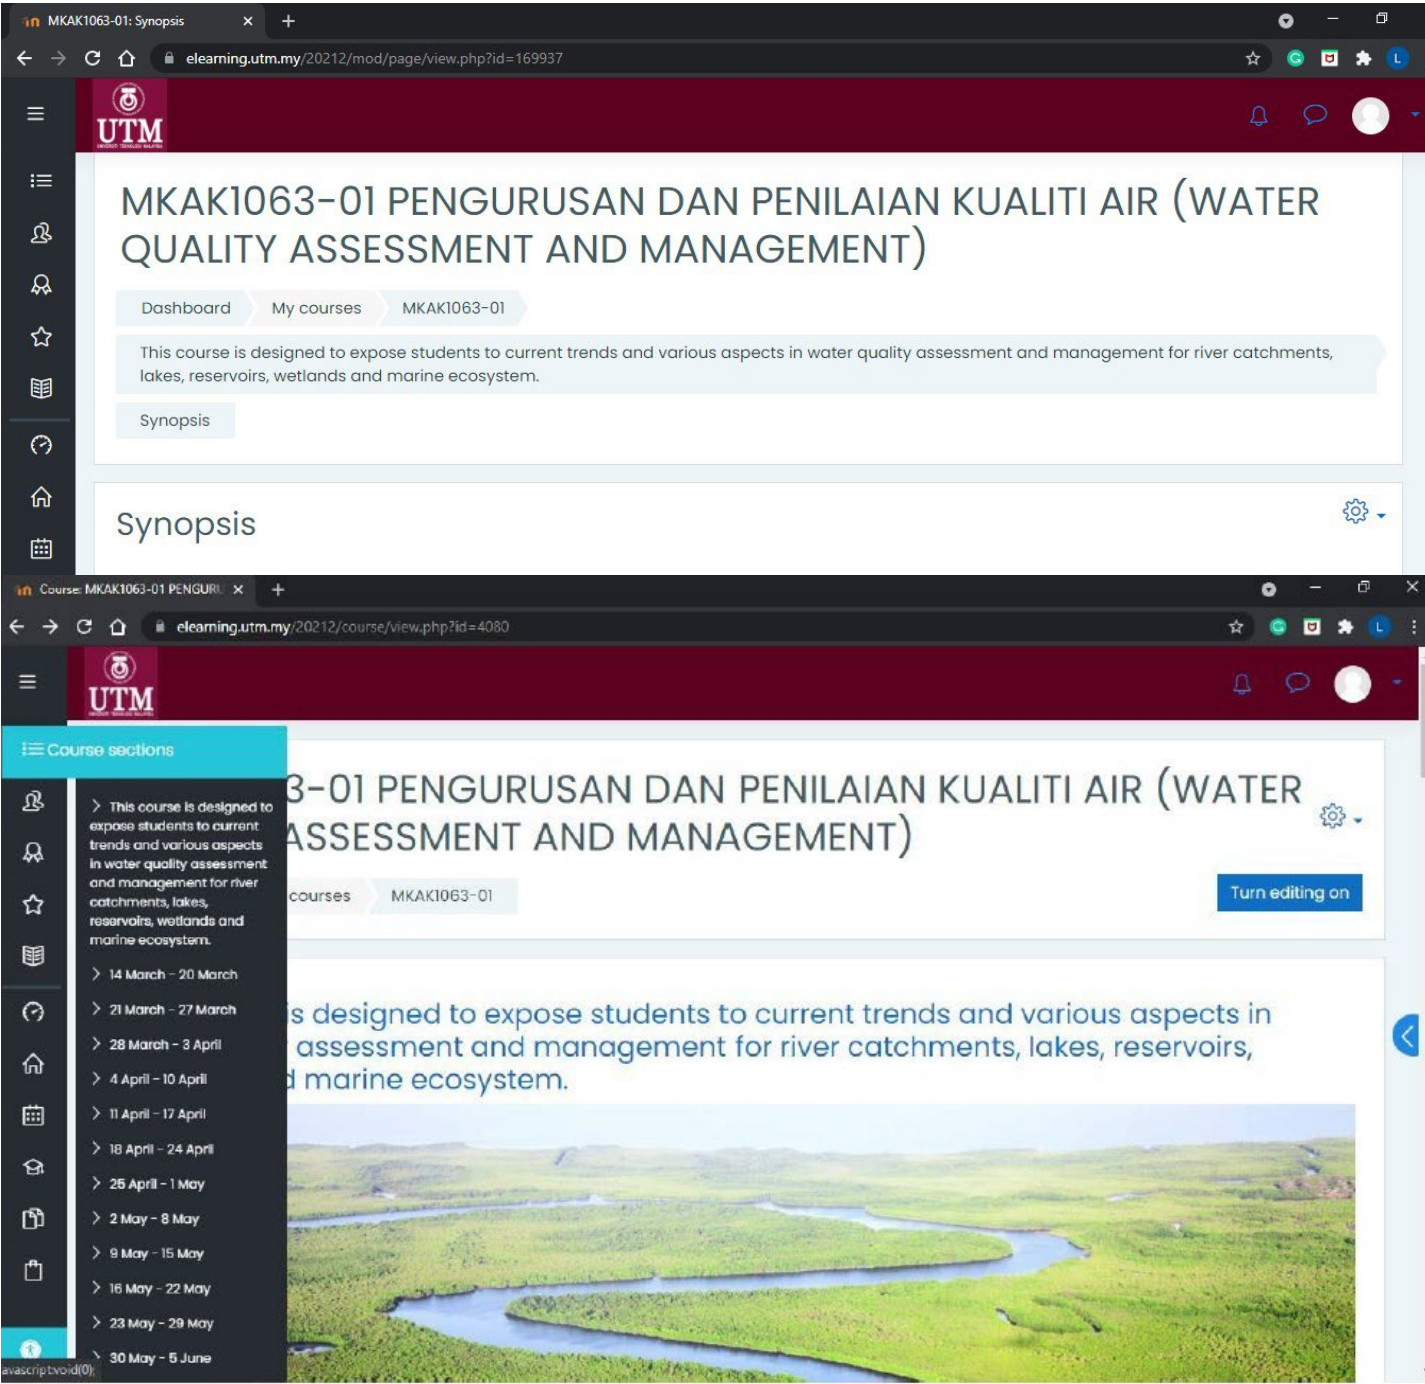 MKAK1063-01: Synopsis
elearning.utm.my/20212/mod/page/view.php?id=169937
L
UTM
UNIVERSITI TEKNOLOGI MALAYSIA
MKAK1063-01 PENGURUSAN DAN PENILAIAN KUALITI AIR (WATER
QUALITY ASSESSMENT AND MANAGEMENT)
Dashboard My courses MKAK1063-01
This course is designed to expose students to current trends and various aspects in water quality assessment and management for river catchments,
lakes, reservoirs, wetlands and marine ecosystem.
Synopsis
Synopsis
Course: MKAK1063-01 PENGURU
elearning.utm.my/20212/course/view.php?id=4080
L
UTM
UNIVERSITI TEKNOLOGI MALAYSIA
Course sections
3-01 PENGURUSAN DAN PENILAIAN KUALITI AIR (WATER
ASSESSMENT AND MANAGEMENT)
courses MKAK1063-01
Turn editing on
This course is designed to
expose students to current
trends and various aspects
in water quality assessment
and management for river
catchments, lakes,
reservoirs, wetlands and
marine ecosystem.
14 March - 20 March
21 March - 27 March
28 March - 3 April
4 April - 10 April
11 April - 17 April
18 April - 24 April
25 April - 1 May
2 May - 8 May
9 May - 15 May
16 May - 22 May
23 May - 29 May
30 May - 5 June
is designed to expose students to current trends and various aspects in
assessment and management for river catchments, lakes, reservoirs,
d marine ecosystem.
avascript:void(0);